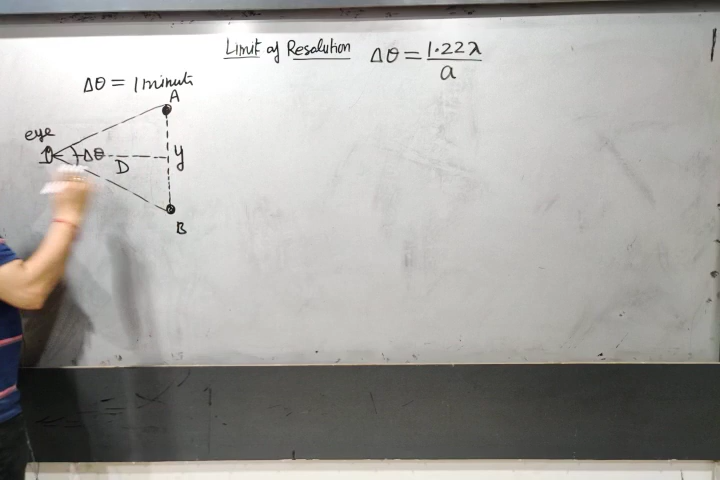 Limit of Resolution Δθ = 1.22λ / a
Δθ = 1 minute
A
eye
Δθ
D
y
B